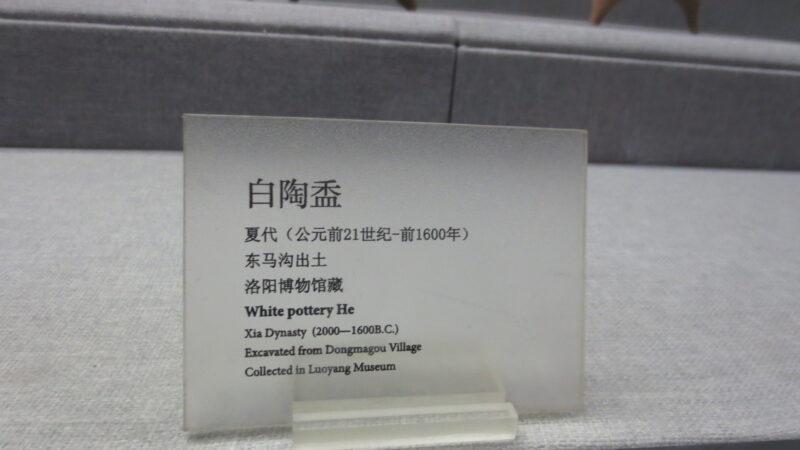 白陶盉
夏代（公元前21世纪-前1600年）
东马沟出土
洛阳博物馆藏
White pottery He
Xia Dynasty (2000—1600B.C.)
Excavated from Dongmagou Village
Collected in Luoyang Museum